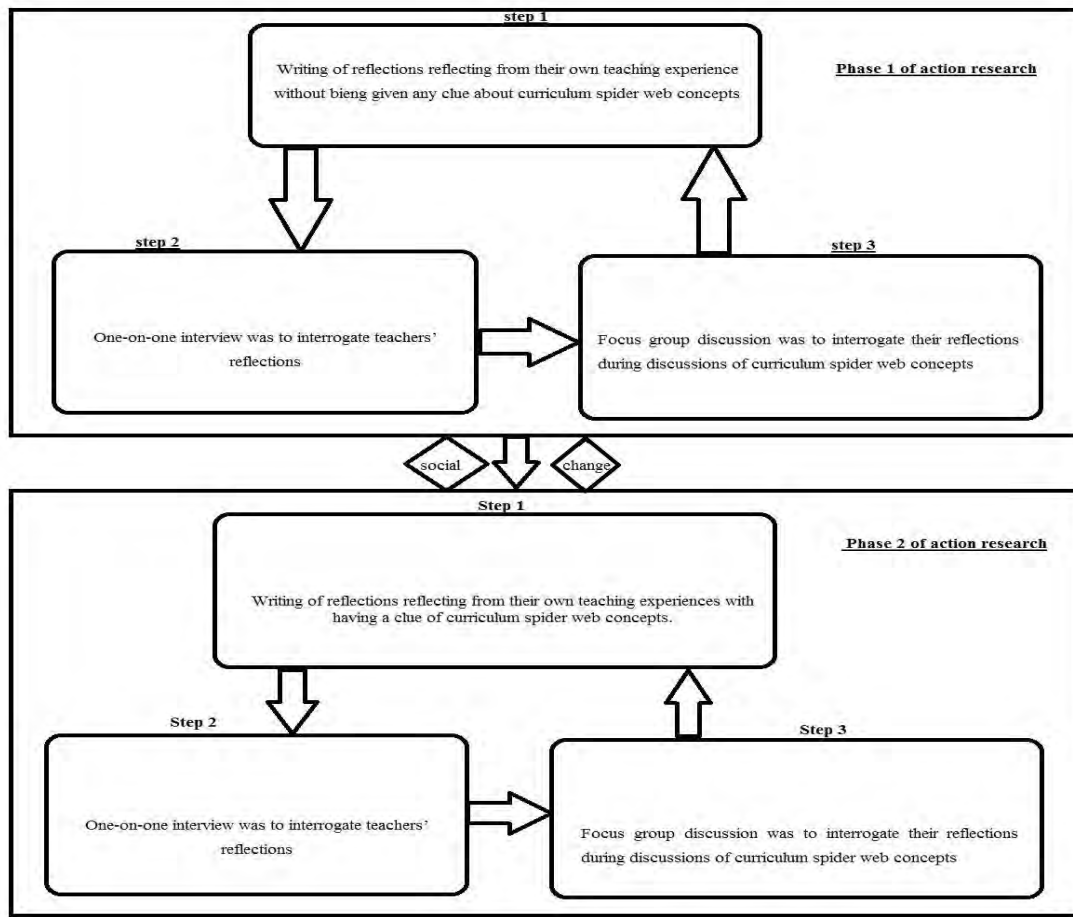 step 1
Writing of reflections reflecting from their own teaching experience
without bieng given any clue about curriculum spider web concepts
Phase 1 of action research
step 2
One-on-one interview was to interrogate teachers’
reflections
step 3
Focus group discussion was to interrogate their reflections
during discussions of curriculum spider web concepts
social
change
Step 1
Phase 2 of action research
Writing of reflections reflecting from their own teaching experiences with
having a clue of curriculum spider web concepts.
Step 2
One-on-one interview was to interrogate teachers’
reflections
Step 3
Focus group discussion was to interrogate their reflections
during discussions of curriculum spider web concepts